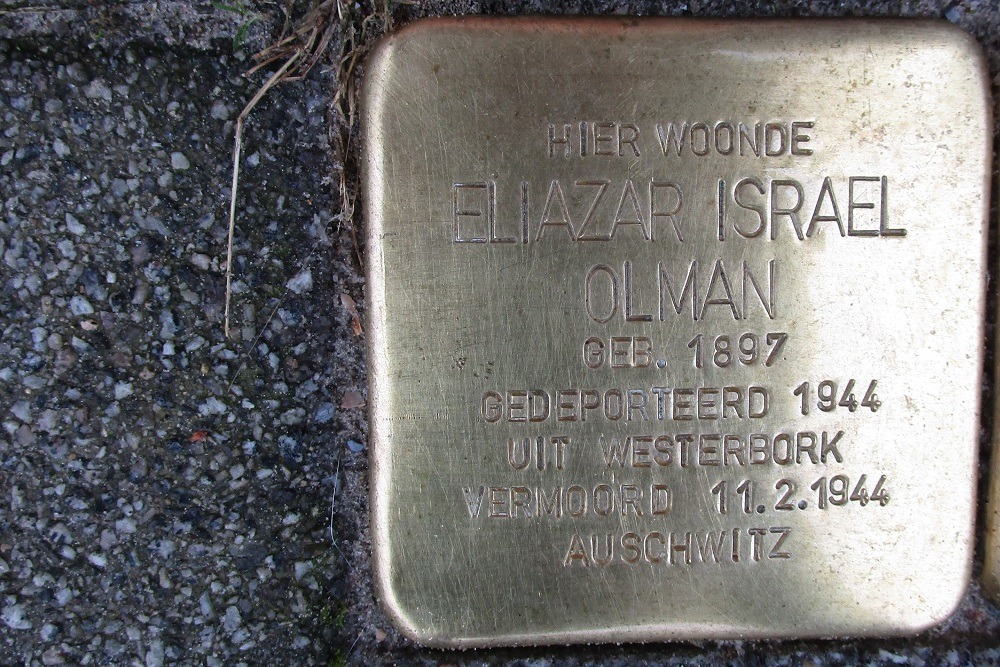 HIER WOONDE
ELIAZAR ISRAEL
OLMAN
GEB. 1897
GEDEPORTEERD 1944
UIT WESTERBORK
VERMOORD 11.2.1944
AUSCHWITZ